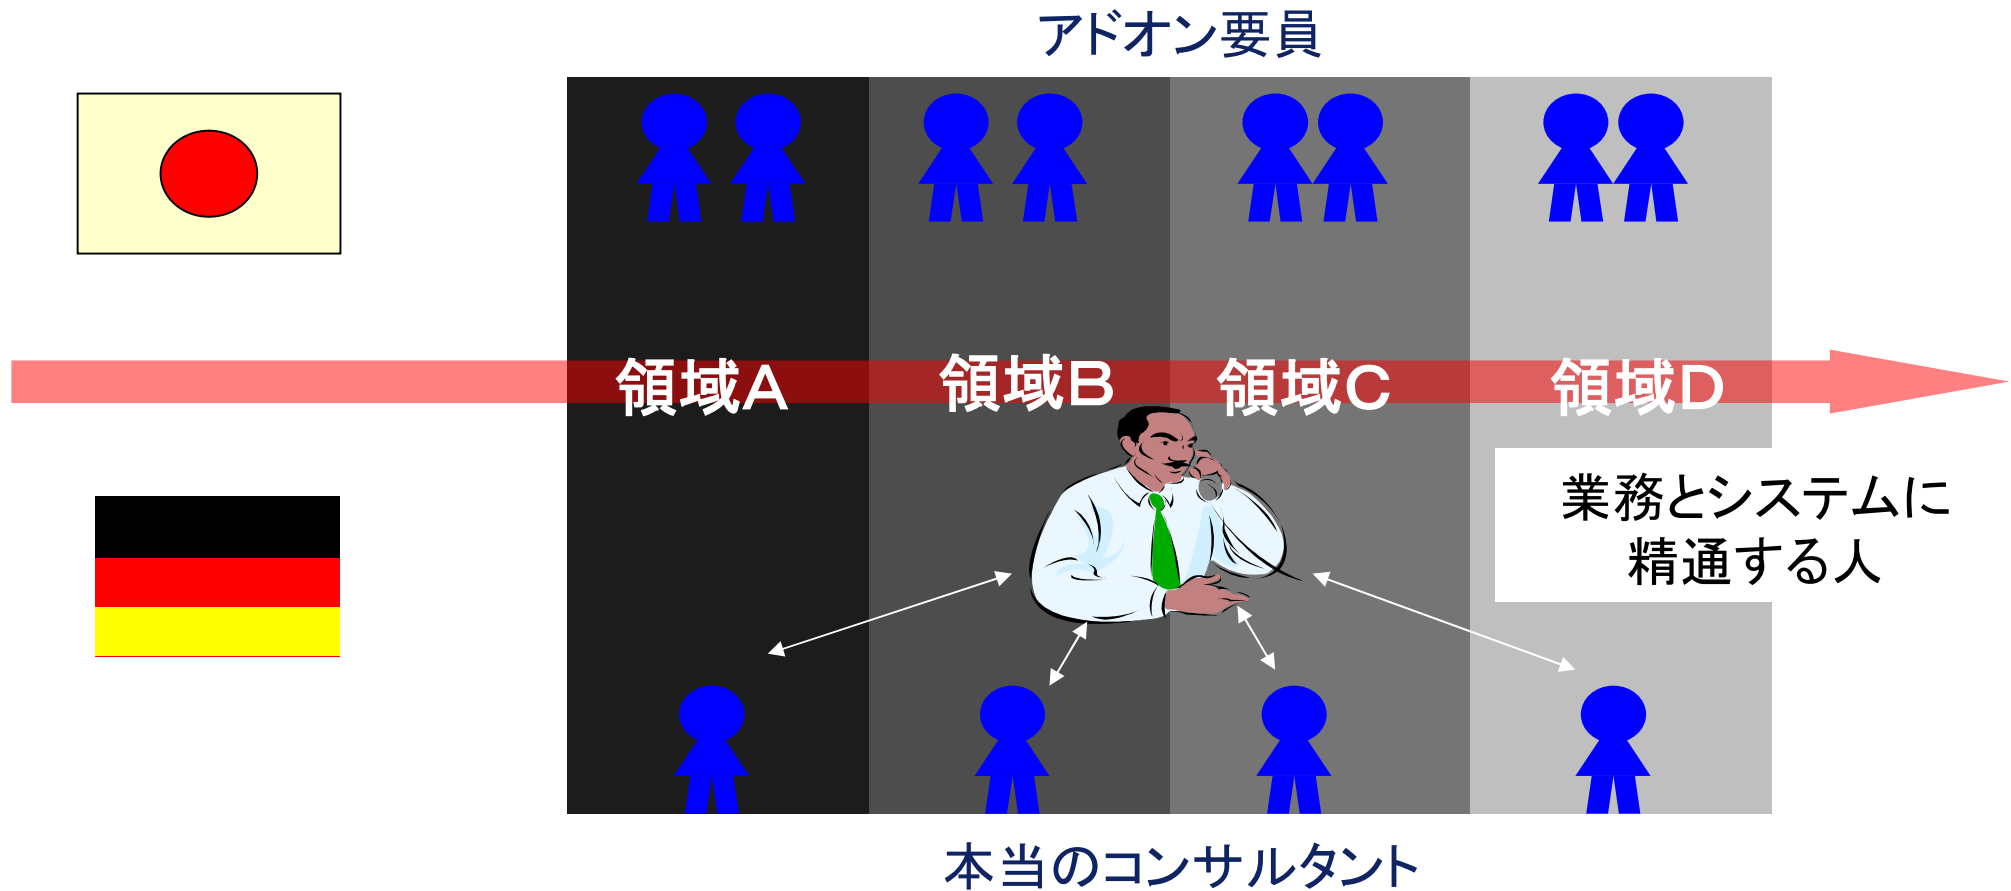 アドオン要員
領域A
領域B
領域C
領域D
業務とシステムに
精通する人
本当のコンサルタント